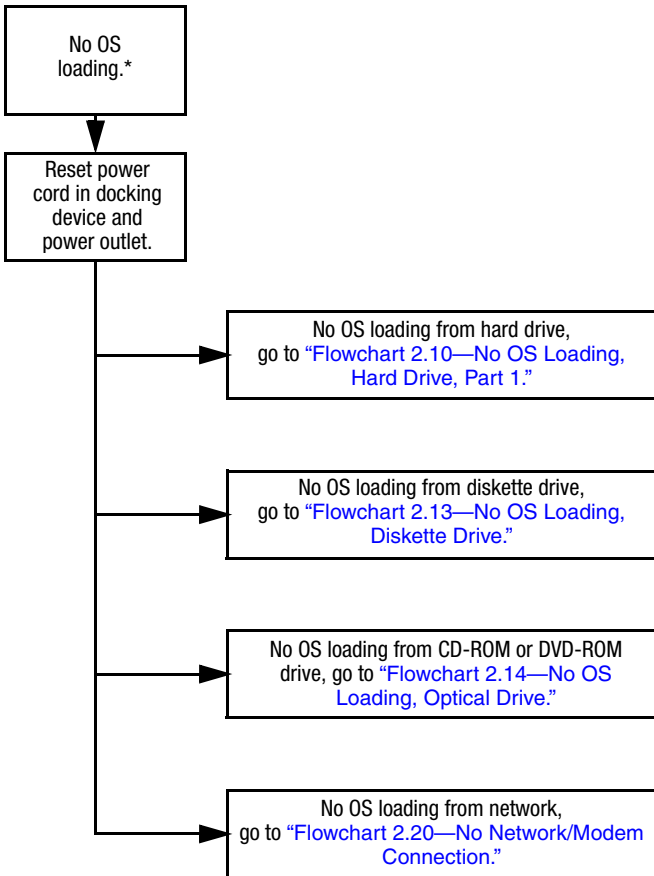 No OS
loading.*
Reset power
cord in docking
device and
power outlet.
No OS loading from hard drive,
go to “Flowchart 2.10—No OS Loading,
Hard Drive, Part 1.”
No OS loading from diskette drive,
go to “Flowchart 2.13—No OS Loading,
Diskette Drive.”
No OS loading from CD-ROM or DVD-ROM
drive, go to “Flowchart 2.14—No OS
Loading, Optical Drive.”
No OS loading from network,
go to “Flowchart 2.20—No Network/Modem
Connection.”